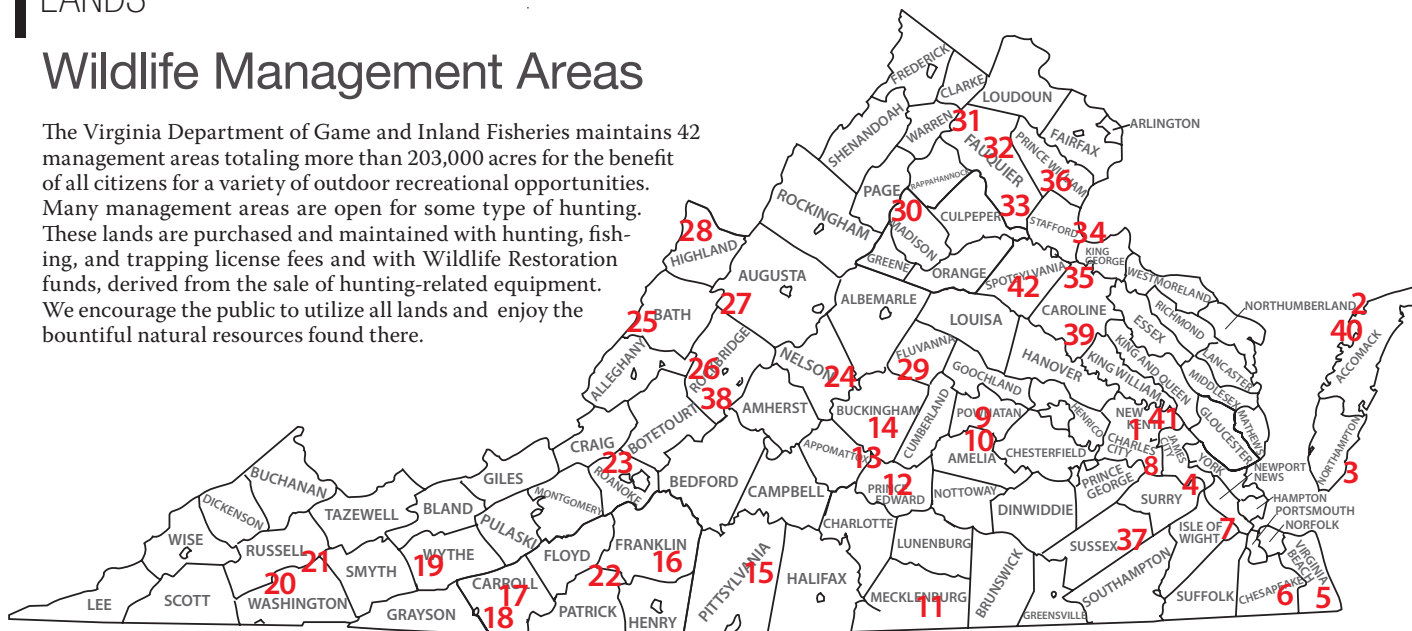 LANDS
Wildlife Management Areas
The Virginia Department of Game and Inland Fisheries maintains 42
management areas totaling more than 203,000 acres for the benefit
of all citizens for a variety of outdoor recreational opportunities.
Many management areas are open for some type of hunting.
These lands are purchased and maintained with hunting, fish-
ing, and trapping license fees and with Wildlife Restoration
funds, derived from the sale of hunting-related equipment.
We encourage the public to utilize all lands and enjoy the
bountiful natural resources found there.
FREDERICK
CLARKE
LOUDOUN
SHENANDOAH
WARREN
31
FAUQUIER
32
PRINCE WILLIAM
36
FAIRFAX
ARLINGTON
PAGE
RAPPAHANNOCK
30
MADISON
CULPEPER
33
STAFFORD
34
ROCKINGHAM
28
HIGHLAND
GREENE
ORANGE
SPOTSYLVANIA
42
35
KING
GEORGE
WESTMORELAND
AUGUSTA
27
ALBEMARLE
LOUISA
CAROLINE
39
ESSEX
RICHMOND
NORTHUMBERLAND
2
40
ACCOMACK
25
BATH
ALLEGHANY
ROCKBRIDGE
26
38
NELSON
24
FLUVANNA
29
GOOCHLAND
HANOVER
KING WILLIAM
KING AND QUEEN
LANCASTER
MIDDLESEX
MATHEWS
GLOUCESTER
AMHERST
BUCKINGHAM
14
CUMBERLAND
POWHATAN
9
10
AMELIA
HENRICO
CHESTERFIELD
NEW
KENT
1
41
CHARLES
CITY
8
JAMES
CITY
YORK
4
NORTHAMPTON
3
CRAIG
BOTETOURT
23
ROANOKE
BEDFORD
APPOMATTOX
13
CAMPBELL
PRINCE
EDWARD
12
NOTTOWAY
DINWIDDIE
PRINCE
GEORGE
SURRY
NEWPORT
NEWS
HAMPTON
PORTSMOUTH
NORFOLK
BUCHANAN
DICKENSON
WISE
TAZEWELL
GILES
BLAND
MONTGOMERY
PULASKI
FLOYD
FRANKLIN
16
CHARLOTTE
LUNENBURG
SUSSEX
37
ISLE OF
WIGHT
7
RUSSELL
21
20
SMYTH
WYTHE
19
CARROLL
17
18
22
PATRICK
HENRY
PITTSYLVANIA
15
HALIFAX
MECKLENBURG
11
BRUNSWICK
GREENSVILLE
SOUTHAMPTON
SUFFOLK
CHESAPEAKE
6
VIRGINIA
BEACH
5
LEE
SCOTT
WASHINGTON
GRAYSON